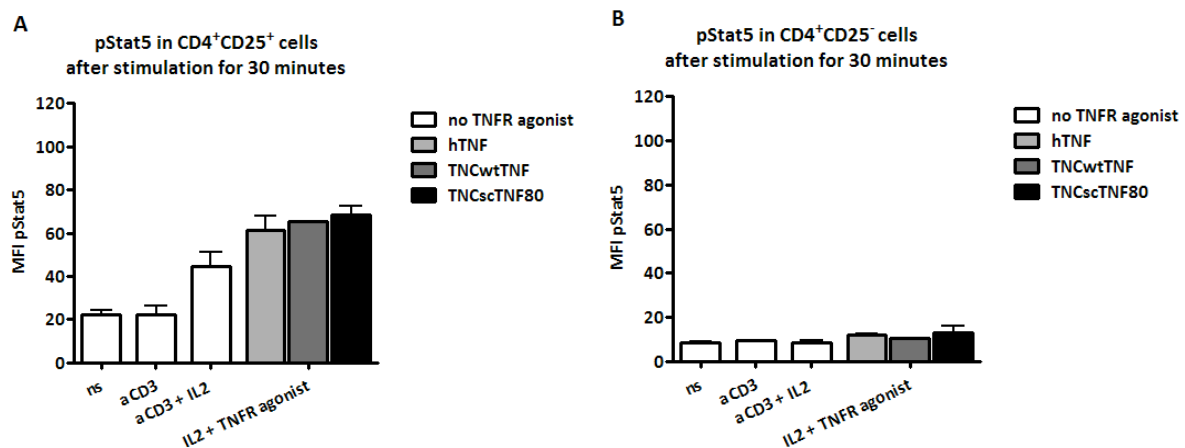 A
pStat5 in CD4⁺CD25⁺ cells
after stimulation for 30 minutes
MFI pStat5
120
100
80
60
40
20
0
ns
aCD3
aCD3 + IL2
IL2 + TNFR agonist
no TNFR agonist
hTNF
TNCwtTNF
TNCscTNF80
B
pStat5 in CD4⁺CD25⁻ cells
after stimulation for 30 minutes
MFI pStat5
120
100
80
60
40
20
0
ns
aCD3
aCD3 + IL2
IL2 + TNFR agonist
no TNFR agonist
hTNF
TNCwtTNF
TNCscTNF80